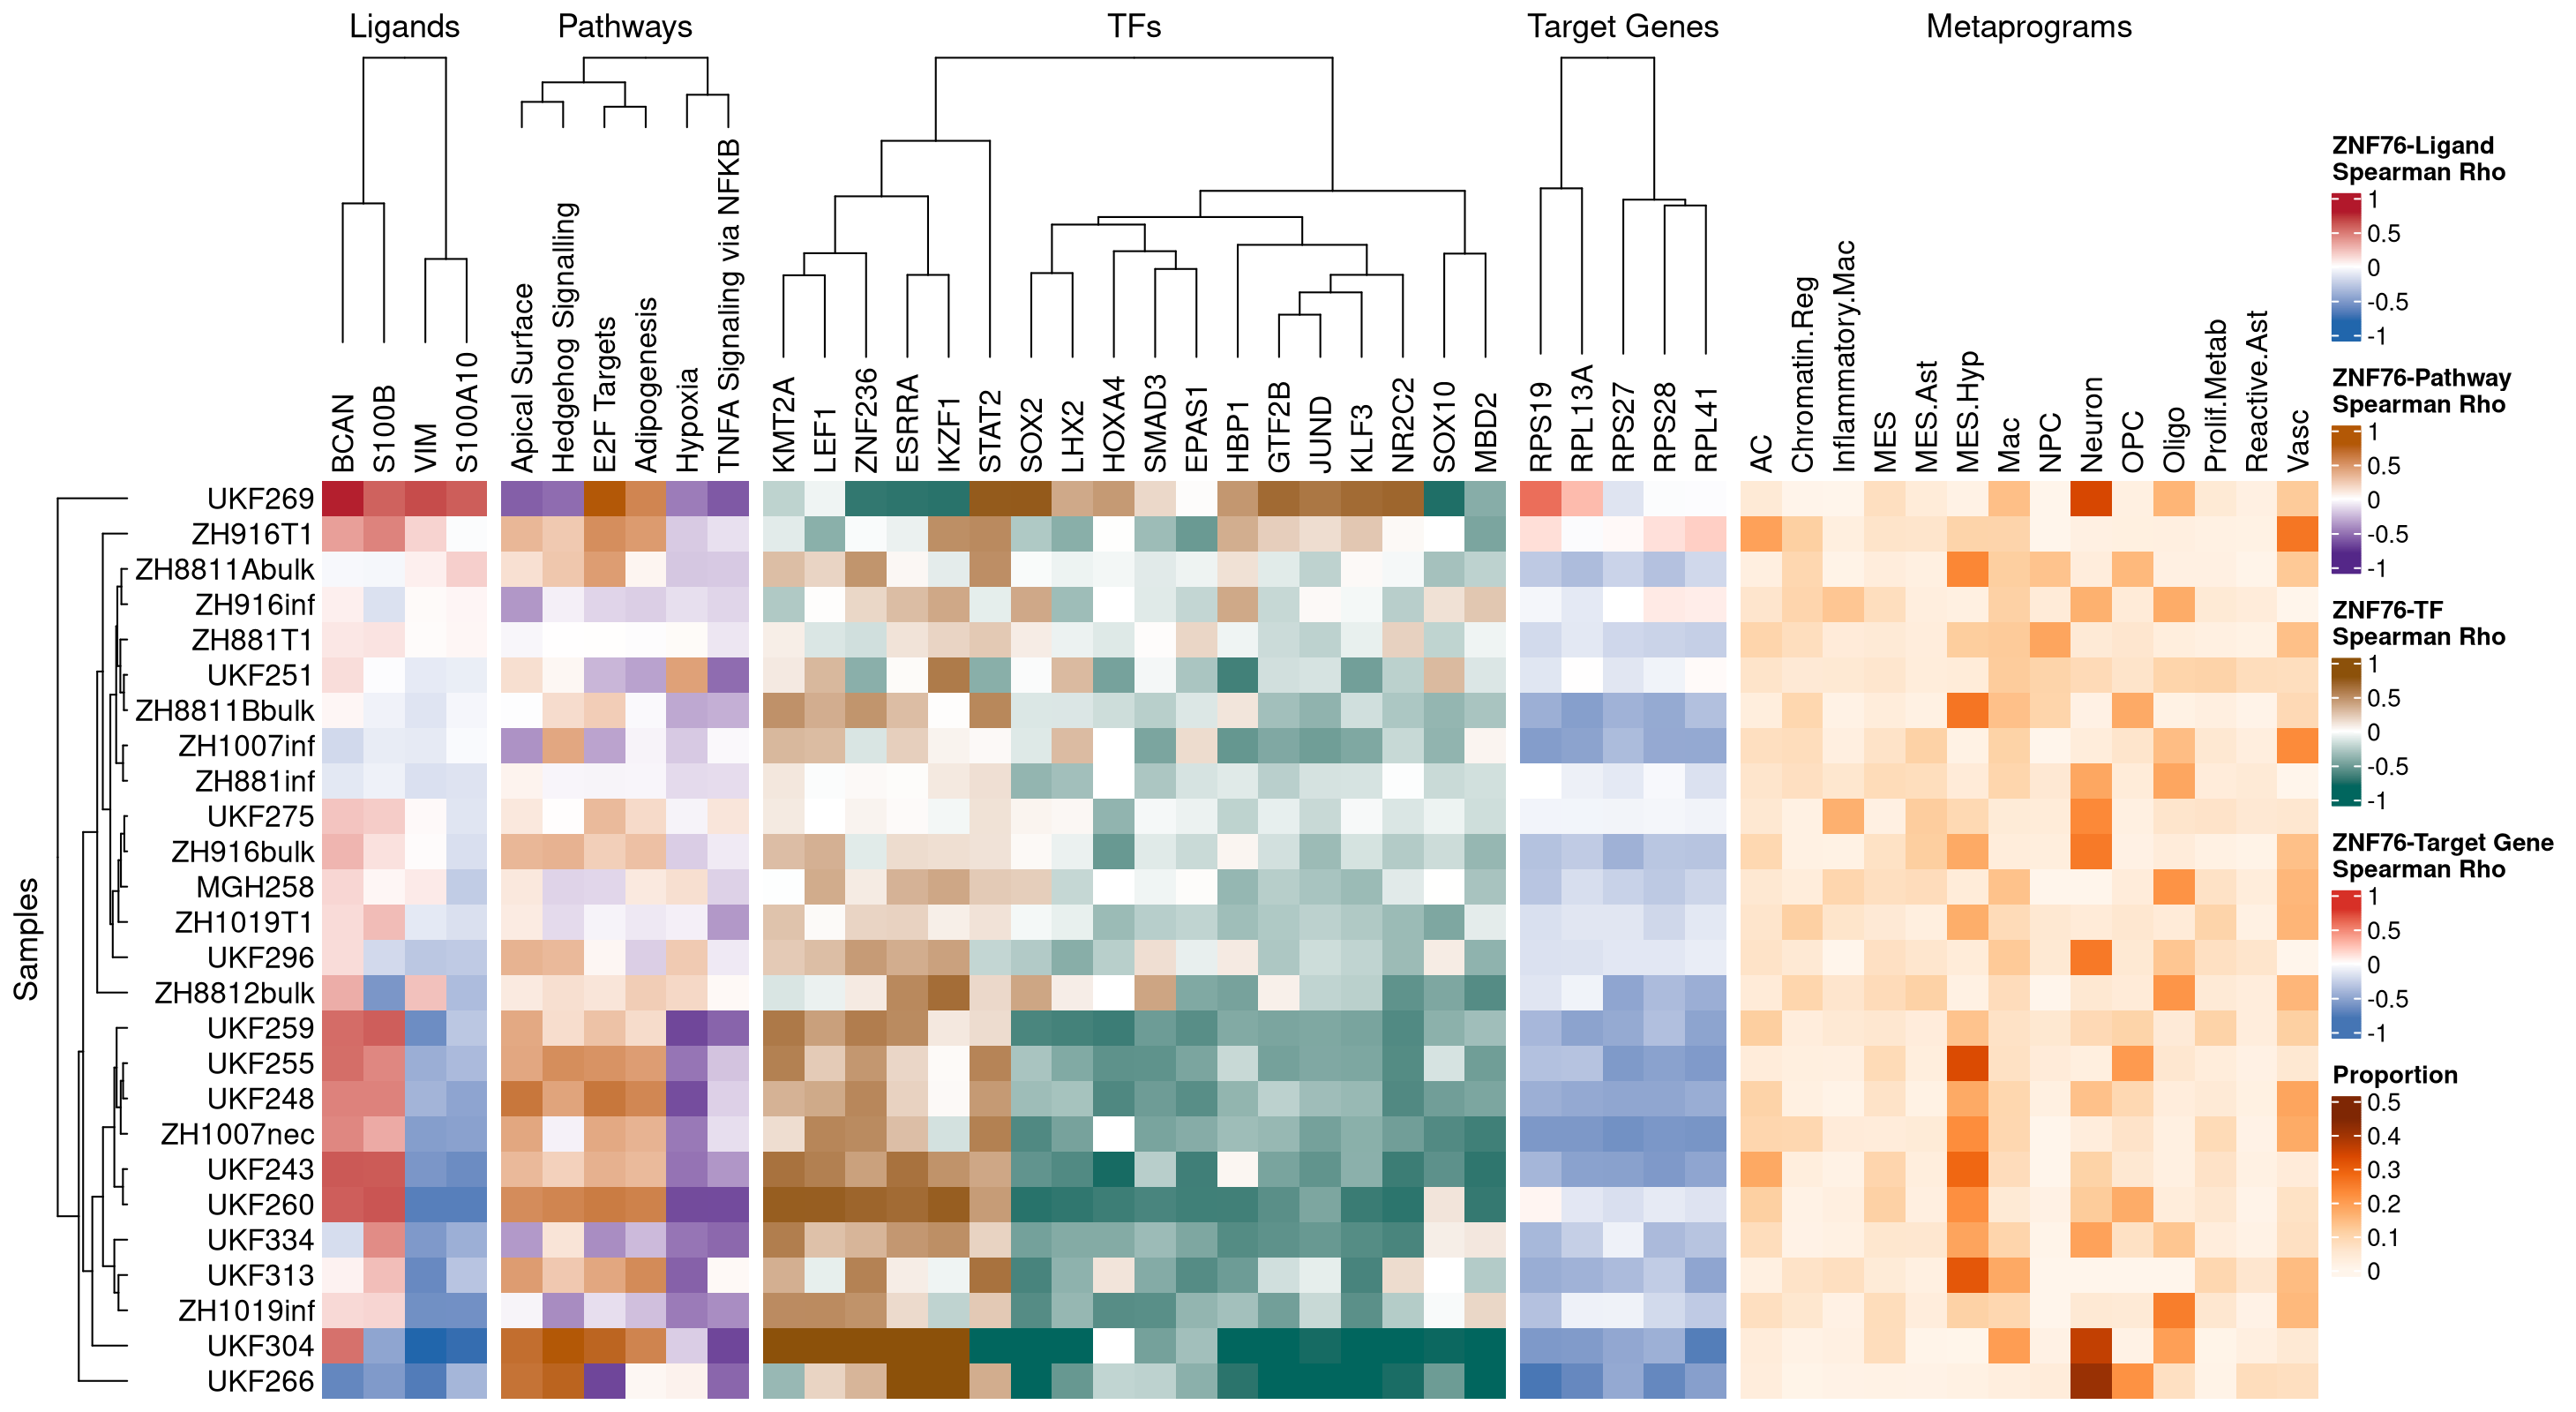 Ligands
Pathways
TFs
Target Genes
Metaprograms
BCAN
S100B
VIM
S100A10
Apical Surface
Hedgehog Signalling
E2F Targets
Adipogenesis
Hypoxia
TNFA Signaling via NFKB
KMT2A
LEF1
ZNF236
ESRRA
IKZF1
STAT2
SOX2
LHX2
HOXA4
SMAD3
EPAS1
HBP1
GTF2B
JUND
KLF3
NR2C2
SOX10
MBD2
RPS19
RPL13A
RPS27
RPS28
RPL41
AC
Chromatin.Reg
Inflammatory.Mac
MES
MES.Ast
MES.Hyp
Mac
NPC
Neuron
OPC
Oligo
Prolif.Metab
Reactive.Ast
Vasc
Samples
UKF269
ZH916T1
ZH8811Abulk
ZH916inf
ZH881T1
UKF251
ZH8811Bbulk
ZH1007inf
ZH881inf
UKF275
ZH916bulk
MGH258
ZH1019T1
UKF296
ZH8812bulk
UKF259
UKF255
UKF248
ZH1007nec
UKF243
UKF260
UKF334
UKF313
ZH1019inf
UKF304
UKF266
ZNF76-Ligand
Spearman Rho
1
0.5
0
-0.5
-1
ZNF76-Pathway
Spearman Rho
1
0.5
0
-0.5
-1
ZNF76-TF
Spearman Rho
1
0.5
0
-0.5
-1
ZNF76-Target Gene
Spearman Rho
1
0.5
0
-0.5
-1
Proportion
0.5
0.4
0.3
0.2
0.1
0